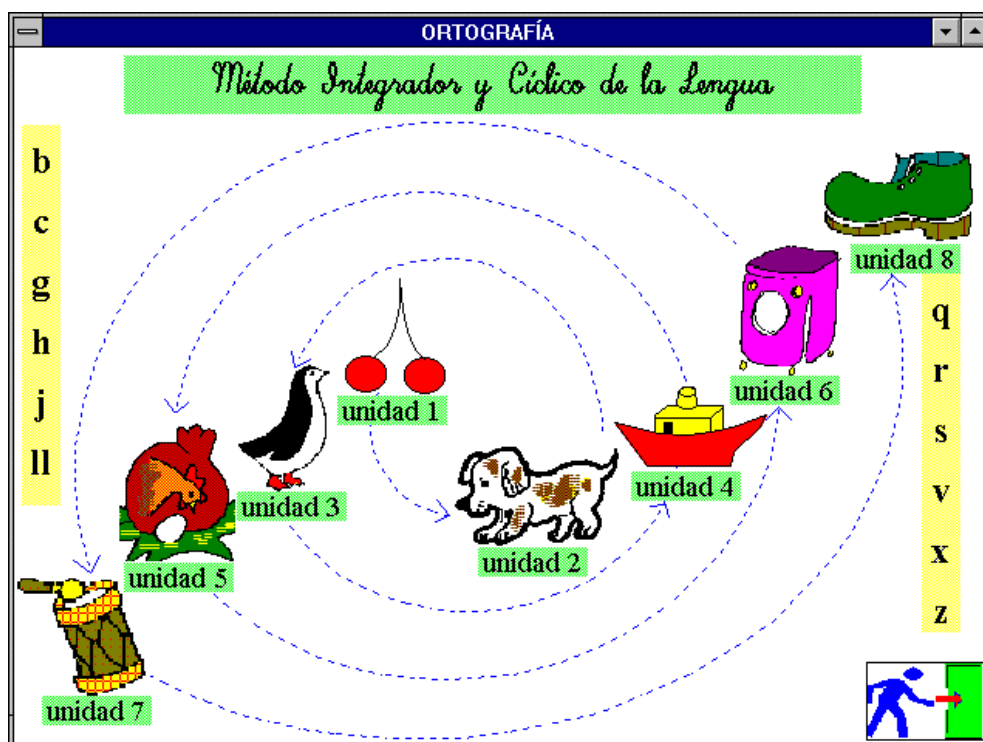 ORTOGRAFÍA
Método Integrador y Cíclico de la Lengua
b
c
g
h
j
ll
unidad 1
unidad 2
unidad 3
unidad 4
unidad 5
unidad 6
unidad 7
unidad 8
q
r
s
v
x
z